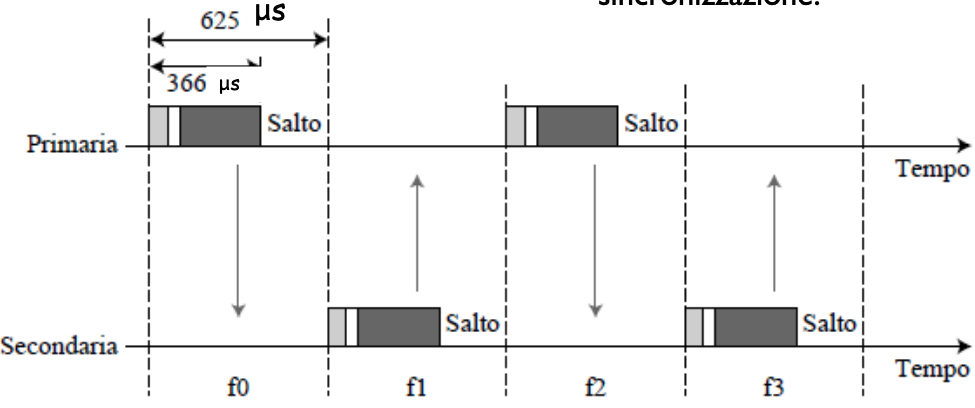 sincronizzazione.
625 µs
366 µs
Salto
Salto
Primaria
Tempo
Salto
Salto
Secondaria
Tempo
f0 f1 f2 f3